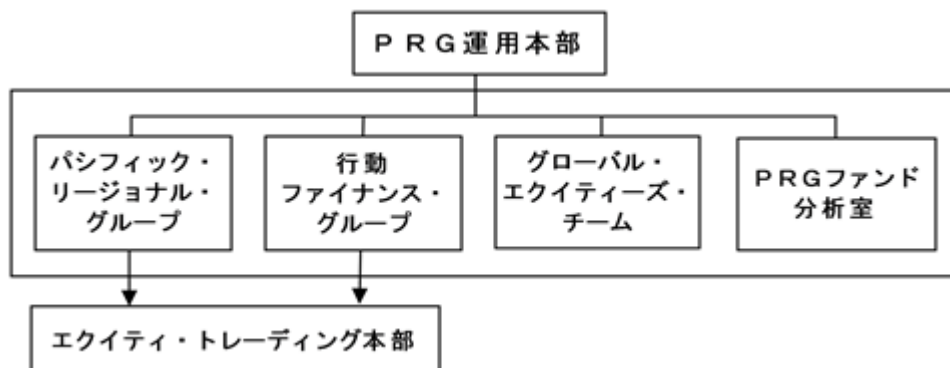 ＰＲＧ運用本部
パシフィック・
リージョナル・
グループ
行動
ファイナンス・
グループ
グローバル・
エクイティーズ・
チーム
ＰＲＧファンド
分析室
エクイティ・トレーディング本部